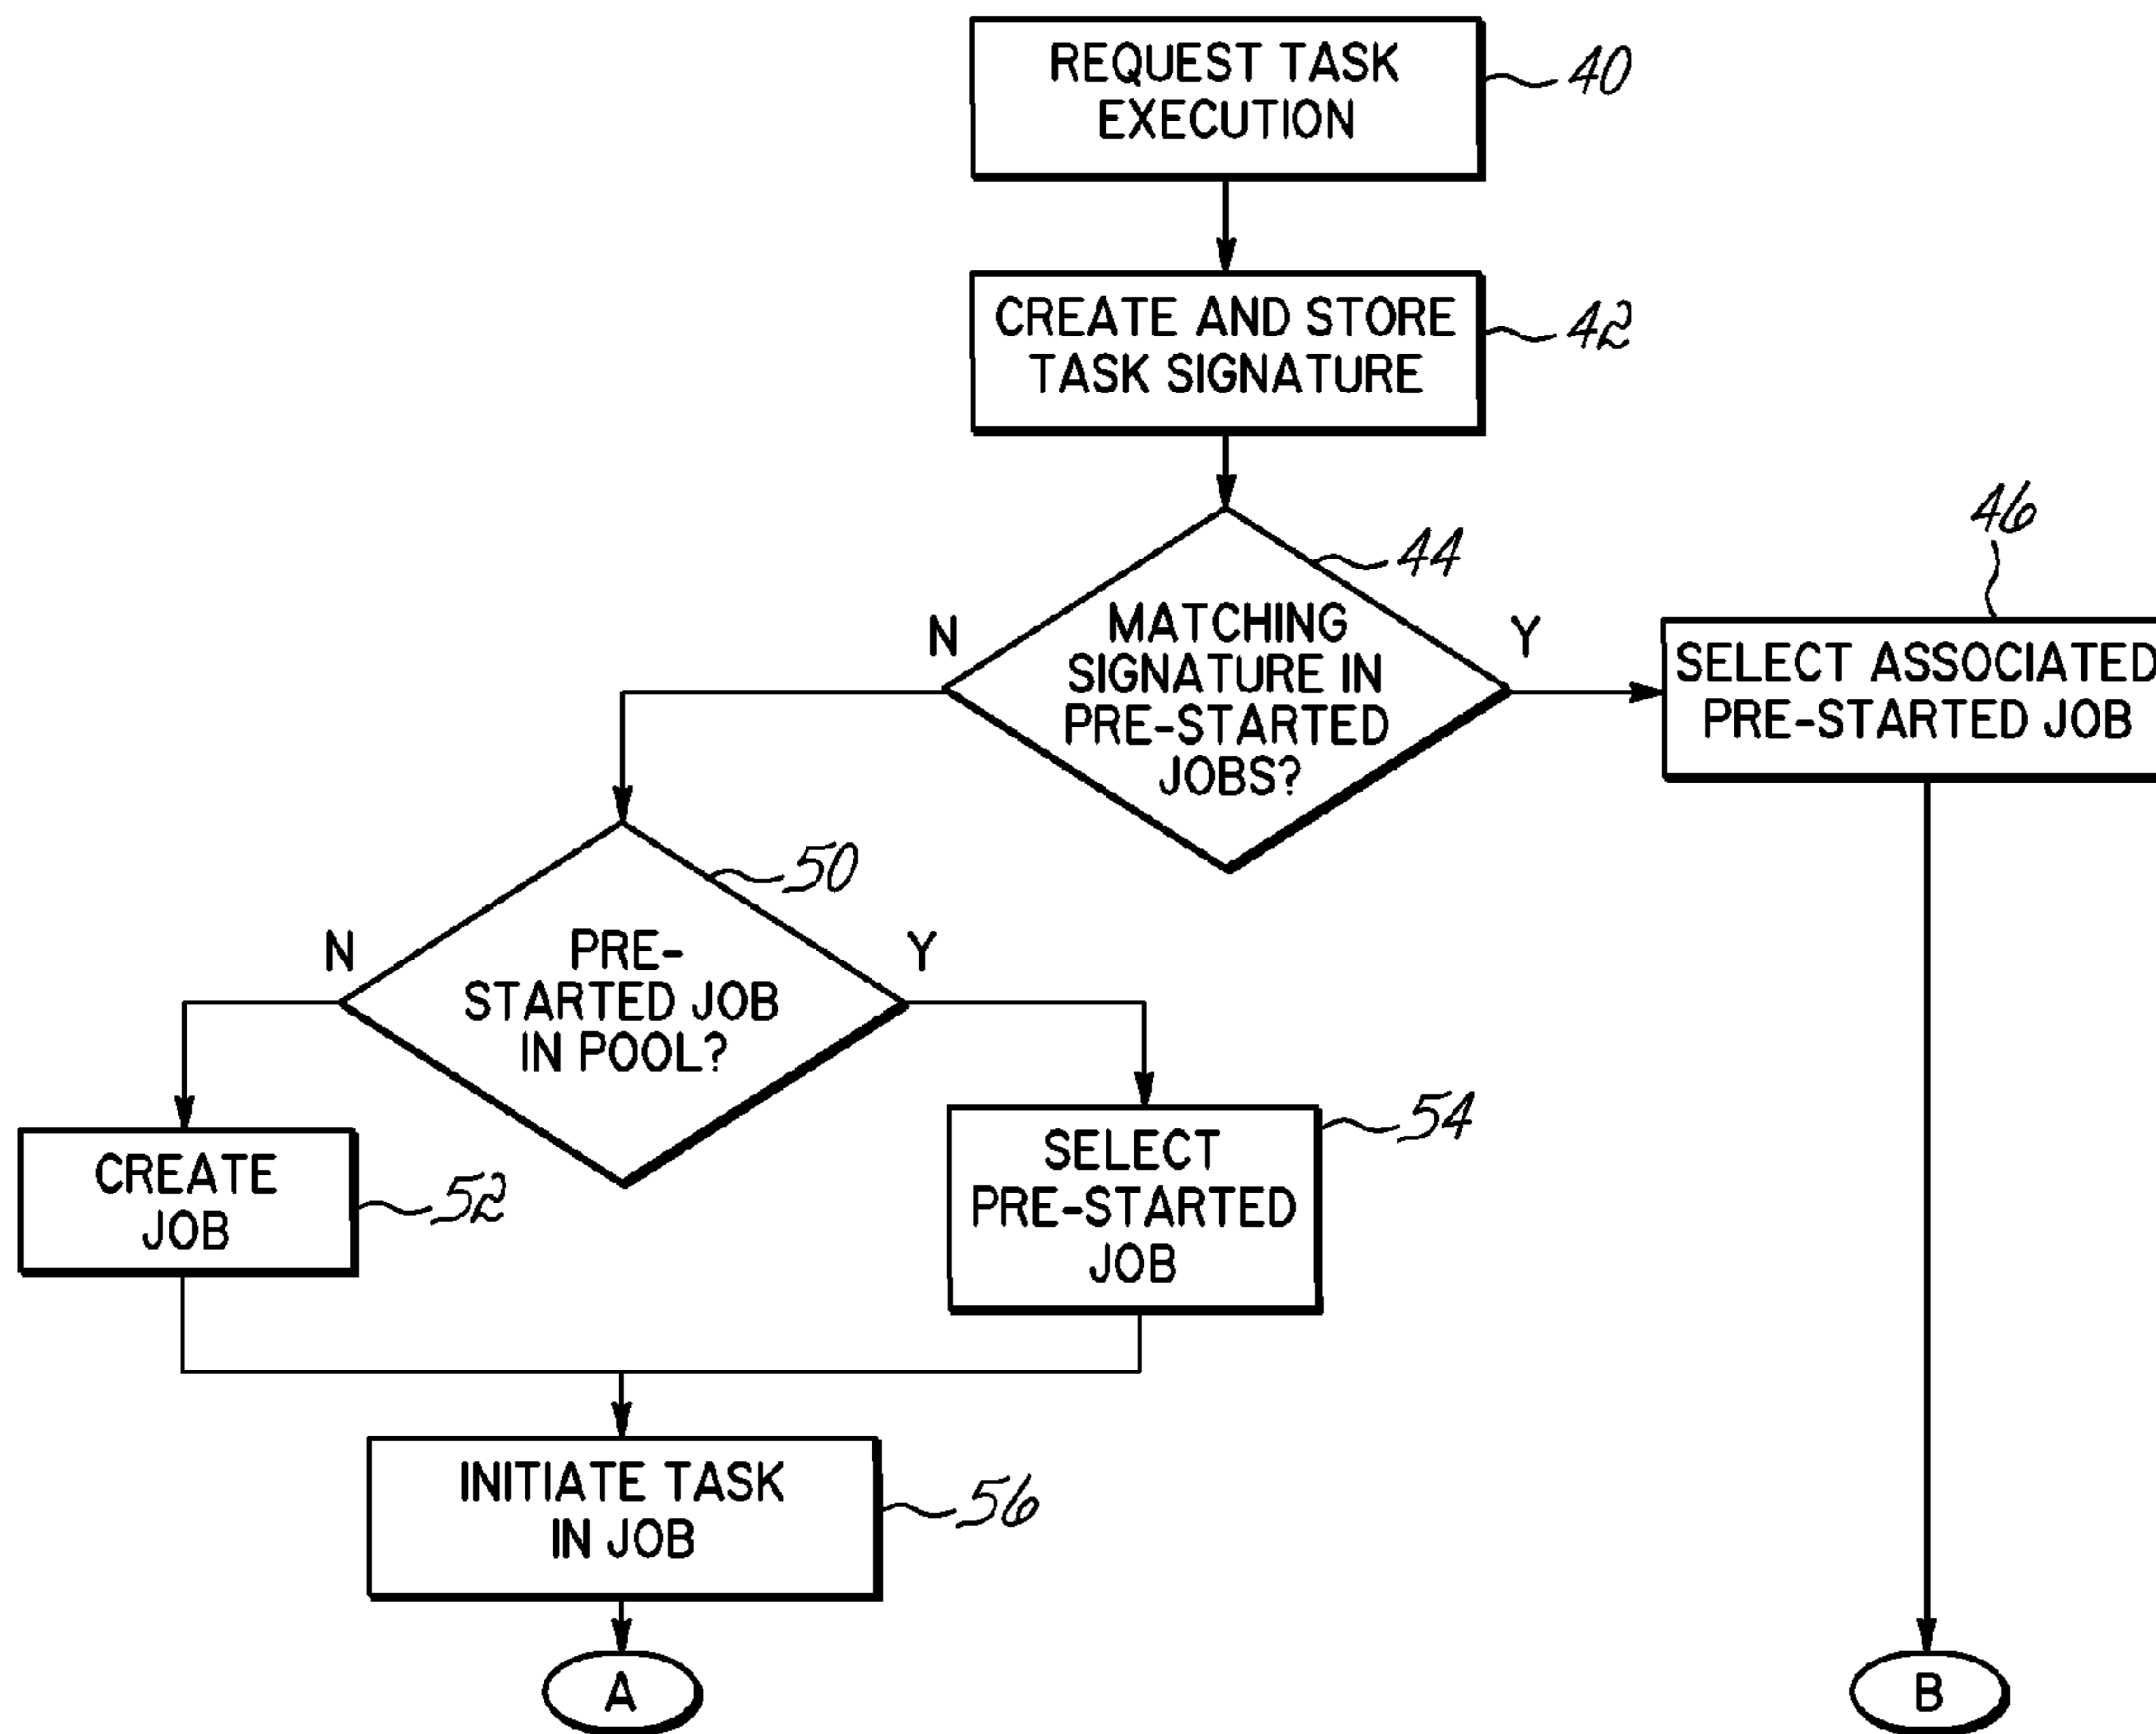 REQUEST TASK
EXECUTION
40
CREATE AND STORE
TASK SIGNATURE
42
44
MATCHING
SIGNATURE IN
PRE-STARTED
JOBS?
N
Y
46
SELECT ASSOCIATED
PRE-STARTED JOB
50
PRE-
STARTED JOB
IN POOL?
N
Y
CREATE
JOB
52
SELECT
PRE-STARTED
JOB
54
INITIATE TASK
IN JOB
56
A
B